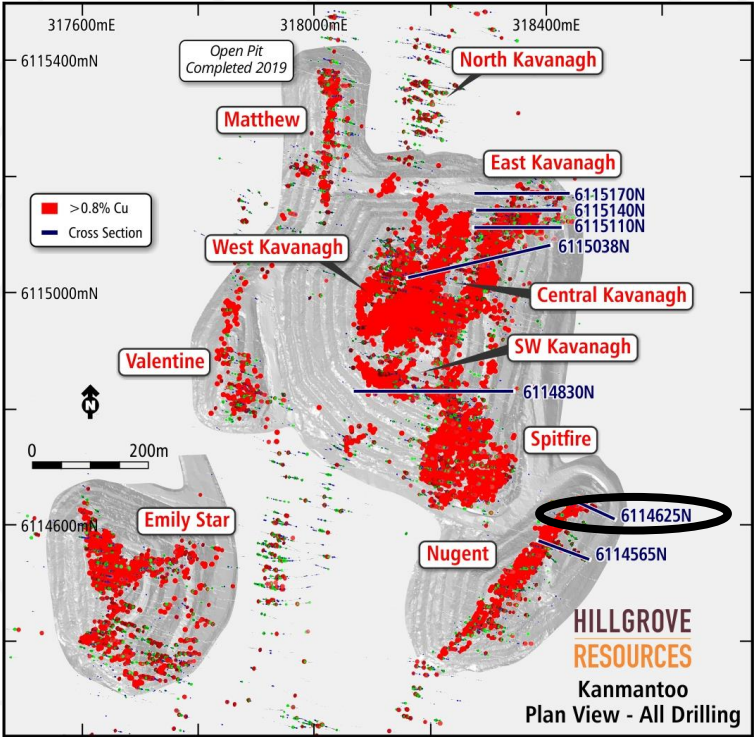 317600mE
318000mE
318400mE
6115400mN
Open Pit
Completed 2019
North Kavanagh
Matthew
East Kavanagh
>0.8% Cu
Cross Section
6115170N
6115140N
6115110N
6115038N
West Kavanagh
6115000mN
Central Kavanagh
SW Kavanagh
Valentine
6114830N
N
0
200m
Spitfire
Emily Star
6114600mN
6114625N
Nugent
6114565N
HILLGROVE
RESOURCES
Kanmantoo
Plan View - All Drilling